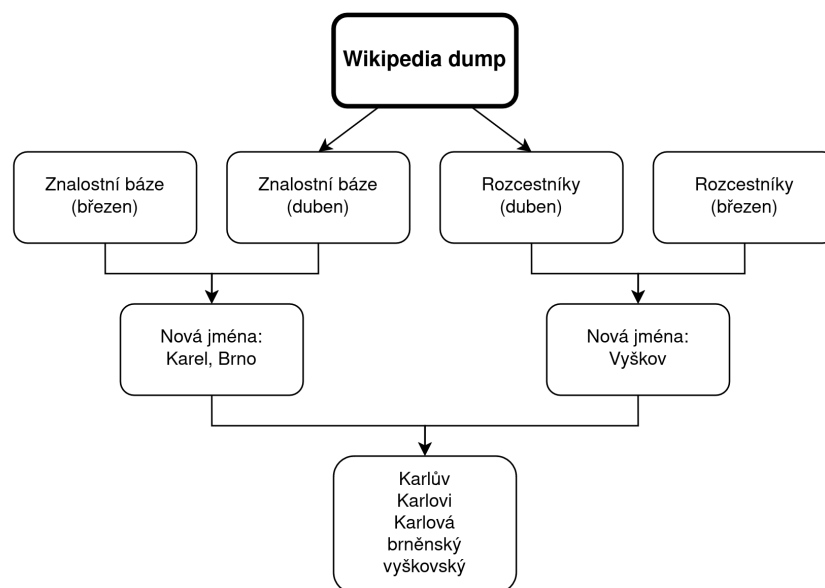 Wikipedia dump
Znalostní báze
(březen)
Znalostní báze
(duben)
Rozcestníky
(duben)
Rozcestníky
(březen)
Nová jména:
Karel, Brno
Nová jména:
Vyškov
Karlův
Karlovi
Karlová
brněnský
vyškovský